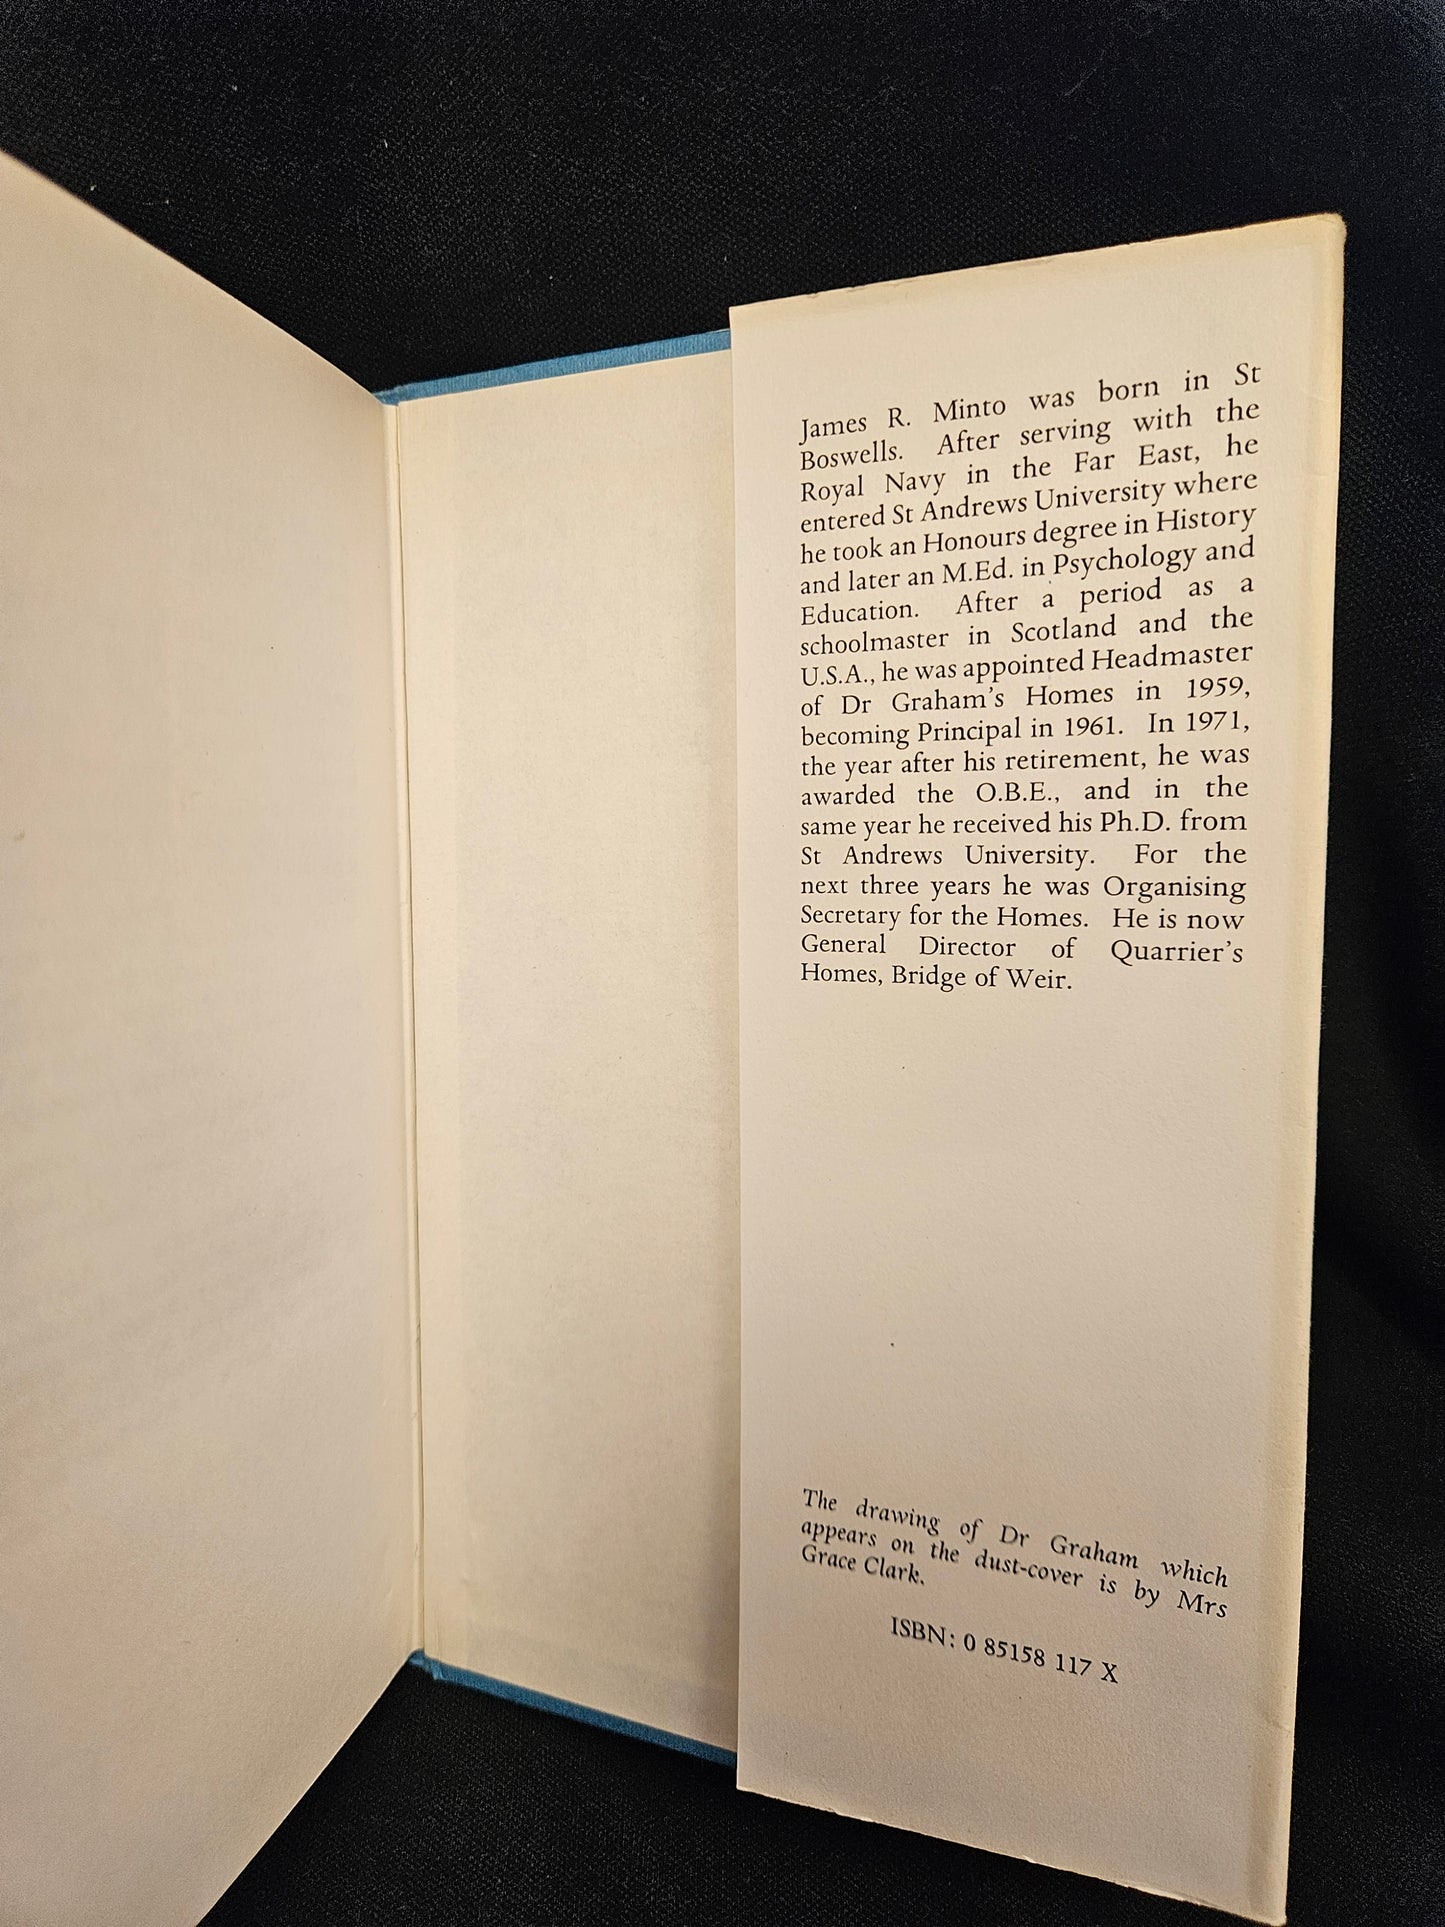 James R. Minto was born in St
Boswells. After serving with the
Royal Navy in the Far East, he
entered St Andrews University where
he took an Honours degree in History
and later an M.Ed. in Psychology and
Education. After a period as a
schoolmaster in Scotland and the
U.S.A., he was appointed Headmaster
of Dr Graham's Homes in 1959,
becoming Principal in 1961. In 1971,
the year after his retirement, he was
awarded the O.B.E., and in the
same year he received his Ph.D. from
St Andrews University. For the
next three years he was Organising
Secretary for the Homes. He is now
General Director of Quarrier's
Homes, Bridge of Weir.
The drawing of Dr Graham which
appears on the dust-cover is by Mrs
Grace Clark.
ISBN: 0 85158 117 X